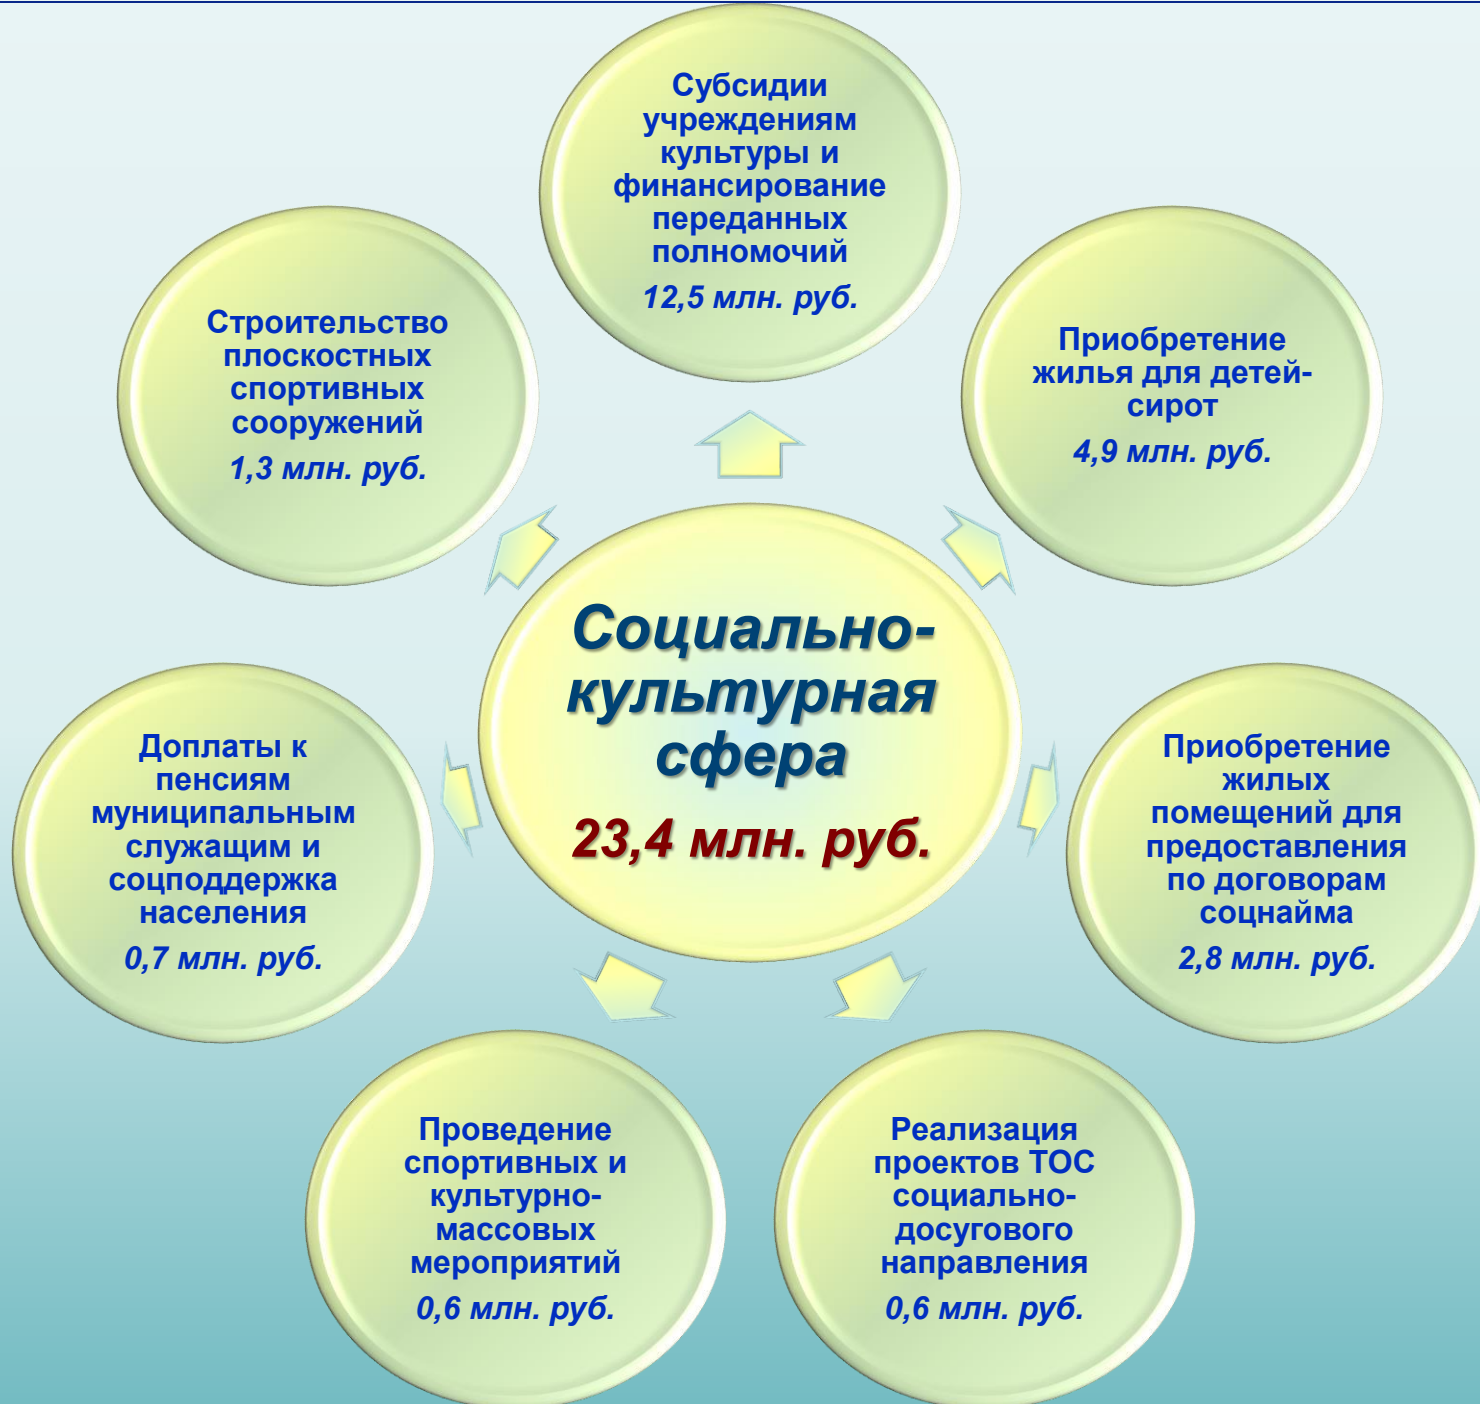 Субсидии
учреждениям
культуры и
финансирование
переданных
полномочий
12,5 млн. руб.
Приобретение
жилья для детей-
сирот
4,9 млн. руб.
Приобретение
жилых
помещений для
предоставления
по договорам
соцнайма
2,8 млн. руб.
Реализация
проектов ТОС
социально-
досугового
направления
0,6 млн. руб.
Проведение
спортивных и
культурно-
массовых
мероприятий
0,6 млн. руб.
Доплаты к
пенсиям
муниципальным
служащим и
соцподдержка
населения
0,7 млн. руб.
Строительство
плоскостных
спортивных
сооружений
1,3 млн. руб.
Социально-
культурная
сфера
23,4 млн. руб.